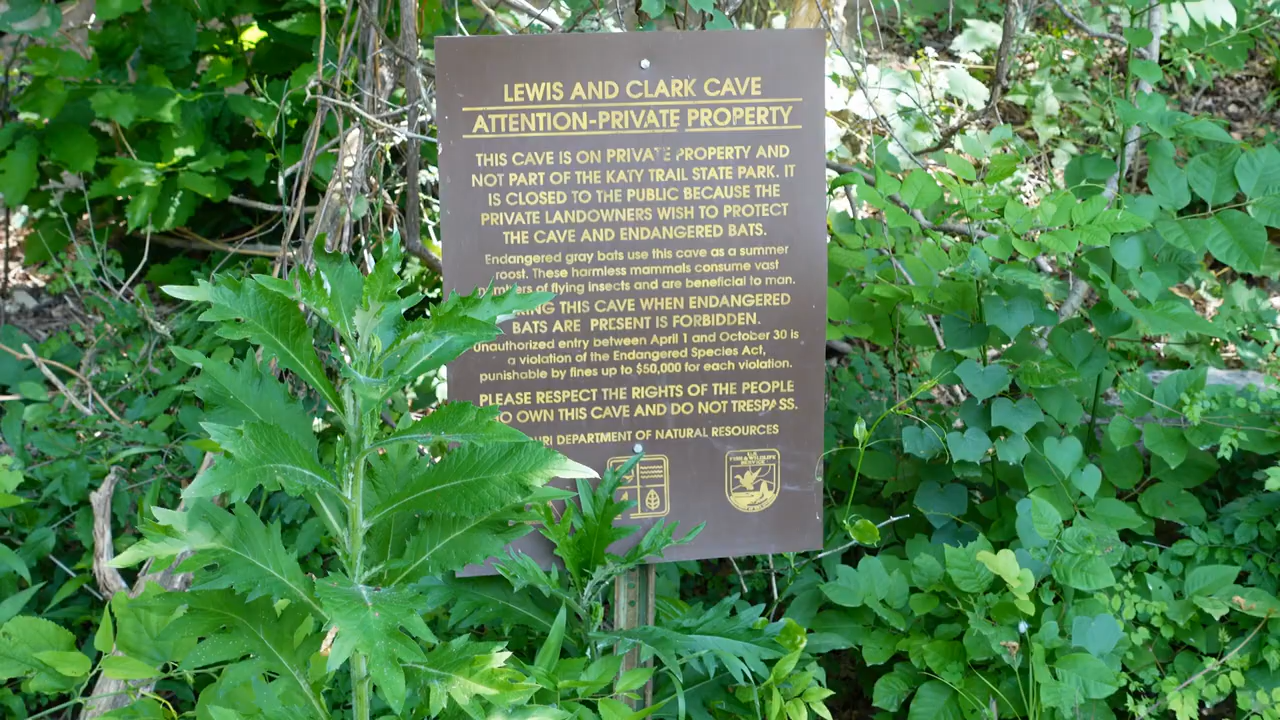 LEWIS AND CLARK CAVE
ATTENTION-PRIVATE PROPERTY
THIS CAVE IS ON PRIVATE PROPERTY AND
NOT PART OF THE KATY TRAIL STATE PARK. IT
IS CLOSED TO THE PUBLIC BECAUSE THE
PRIVATE LANDOWNERS WISH TO PROTECT
THE CAVE AND ENDANGERED BATS.
Endangered gray bats use this cave as a summer
roost. These harmless mammals consume vast
of flying insects and are beneficial to man.
THIS CAVE WHEN ENDANGERED
BATS ARE PRESENT IS FORBIDDEN.
Unauthorized entry between April 1 and October 30 is
a violation of the Endangered Species Act,
punishable by fines up to $50,000 for each violation.
PLEASE RESPECT THE RIGHTS OF THE PEOPLE
OWN THIS CAVE AND DO NOT TRESPASS.
DEPARTMENT OF NATURAL RESOURCES
U.S.
FISH & WILDLIFE
SERVICE